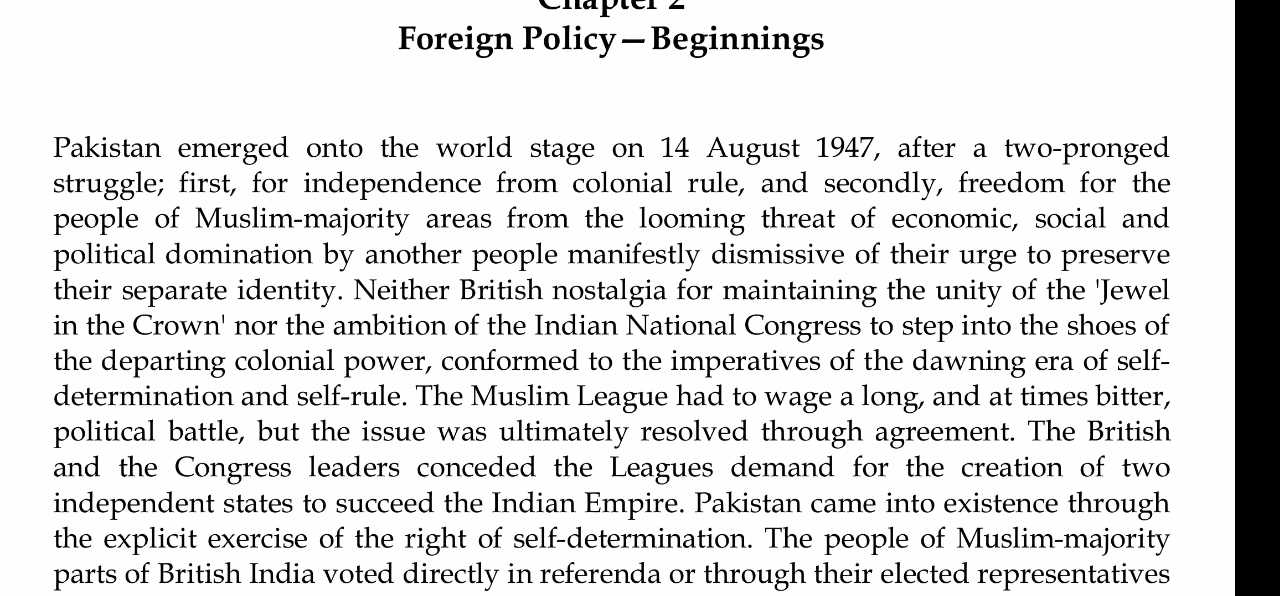 Chapter 2
Foreign Policy—Beginnings
Pakistan emerged onto the world stage on 14 August 1947, after a two-pronged
struggle; first, for independence from colonial rule, and secondly, freedom for the
people of Muslim-majority areas from the looming threat of economic, social and
political domination by another people manifestly dismissive of their urge to preserve
their separate identity. Neither British nostalgia for maintaining the unity of the 'Jewel
in the Crown' nor the ambition of the Indian National Congress to step into the shoes of
the departing colonial power, conformed to the imperatives of the dawning era of self-
determination and self-rule. The Muslim League had to wage a long, and at times bitter,
political battle, but the issue was ultimately resolved through agreement. The British
and the Congress leaders conceded the Leagues demand for the creation of two
independent states to succeed the Indian Empire. Pakistan came into existence through
the explicit exercise of the right of self-determination. The people of Muslim-majority
parts of British India voted directly in referenda or through their elected representatives